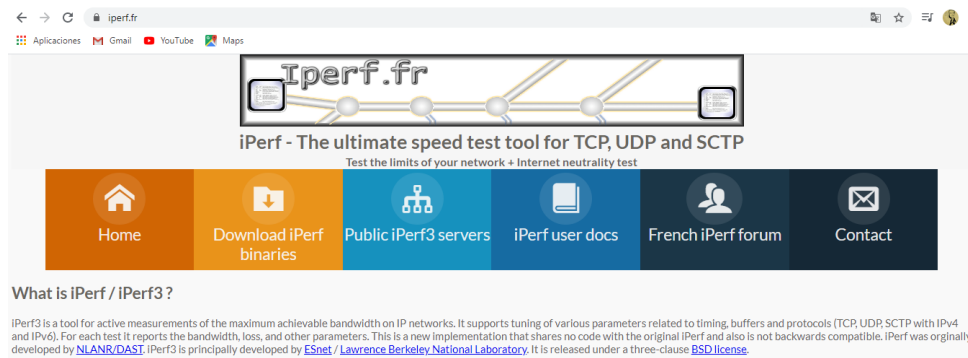 iperf.fr
Aplicaciones Gmail YouTube Maps
Iperf.fr
iPerf - The ultimate speed test tool for TCP, UDP and SCTP
Test the limits of your network + Internet neutrality test
Home
Download iPerf
binaries
Public iPerf3 servers
iPerf user docs
French iPerf forum
Contact
What is iPerf / iPerf3 ?
iPerf3 is a tool for active measurements of the maximum achievable bandwidth on IP networks. It supports tuning of various parameters related to timing, buffers and protocols (TCP, UDP, SCTP with IPv4
and IPv6). For each test it reports the bandwidth, loss, and other parameters. This is a new implementation that shares no code with the original iPerf and also is not backwards compatible. iPerf was orginally
developed by NLANR/DAST. iPerf3 is principally developed by ESnet / Lawrence Berkeley National Laboratory. It is released under a three-clause BSD license.